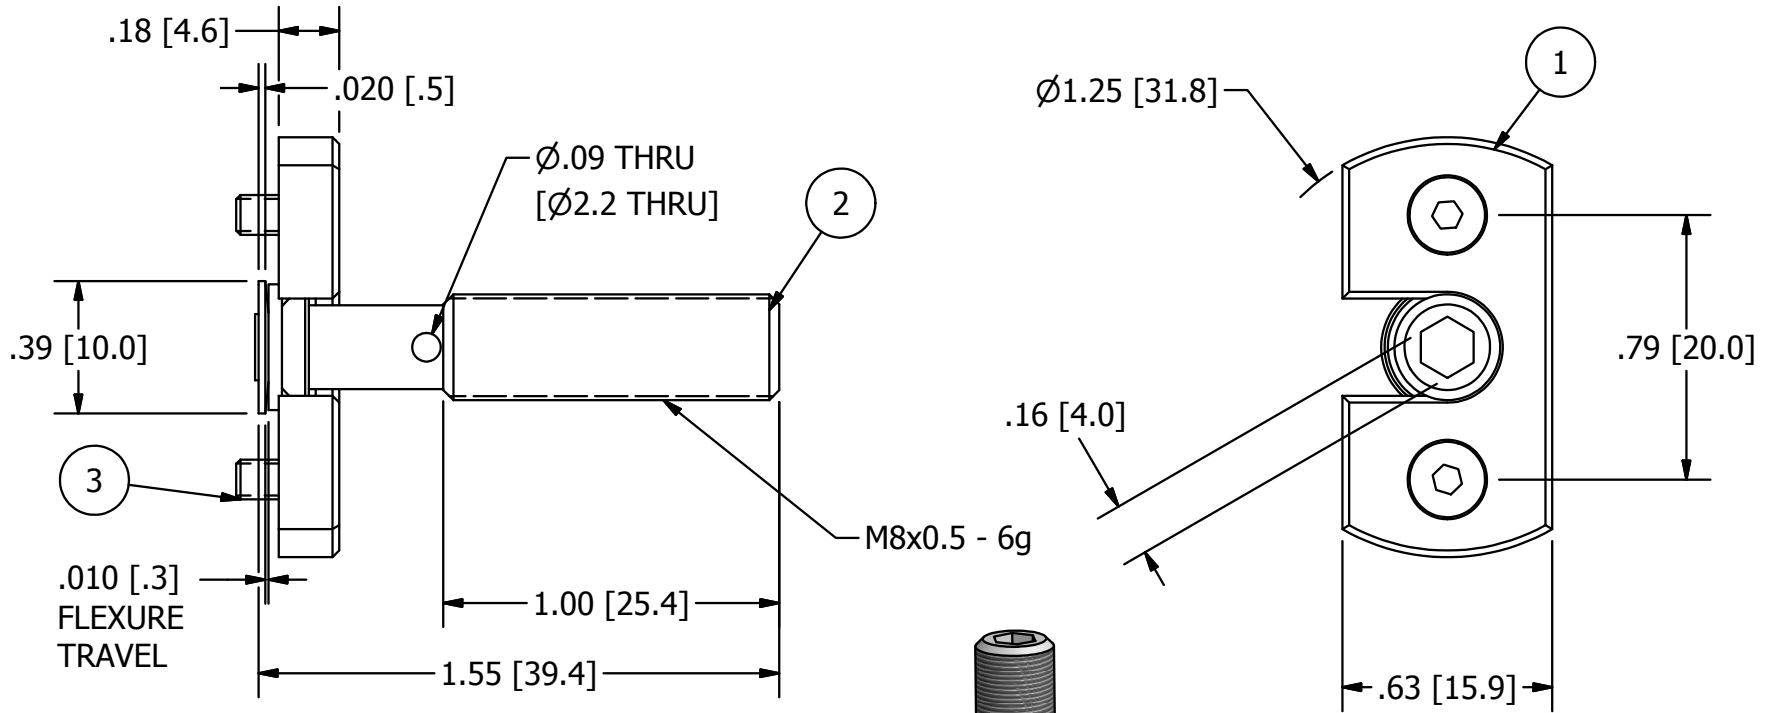 .18 [4.6]
.020 [.5]
Ø.09 THRU
[Ø2.2 THRU]
2
.39 [10.0]
3
M8x0.5 - 6g
.010 [.3]
FLEXURE
TRAVEL
1.00 [25.4]
1.55 [39.4]
1
Ø1.25 [31.8]
.79 [20.0]
.16 [4.0]
.63 [15.9]